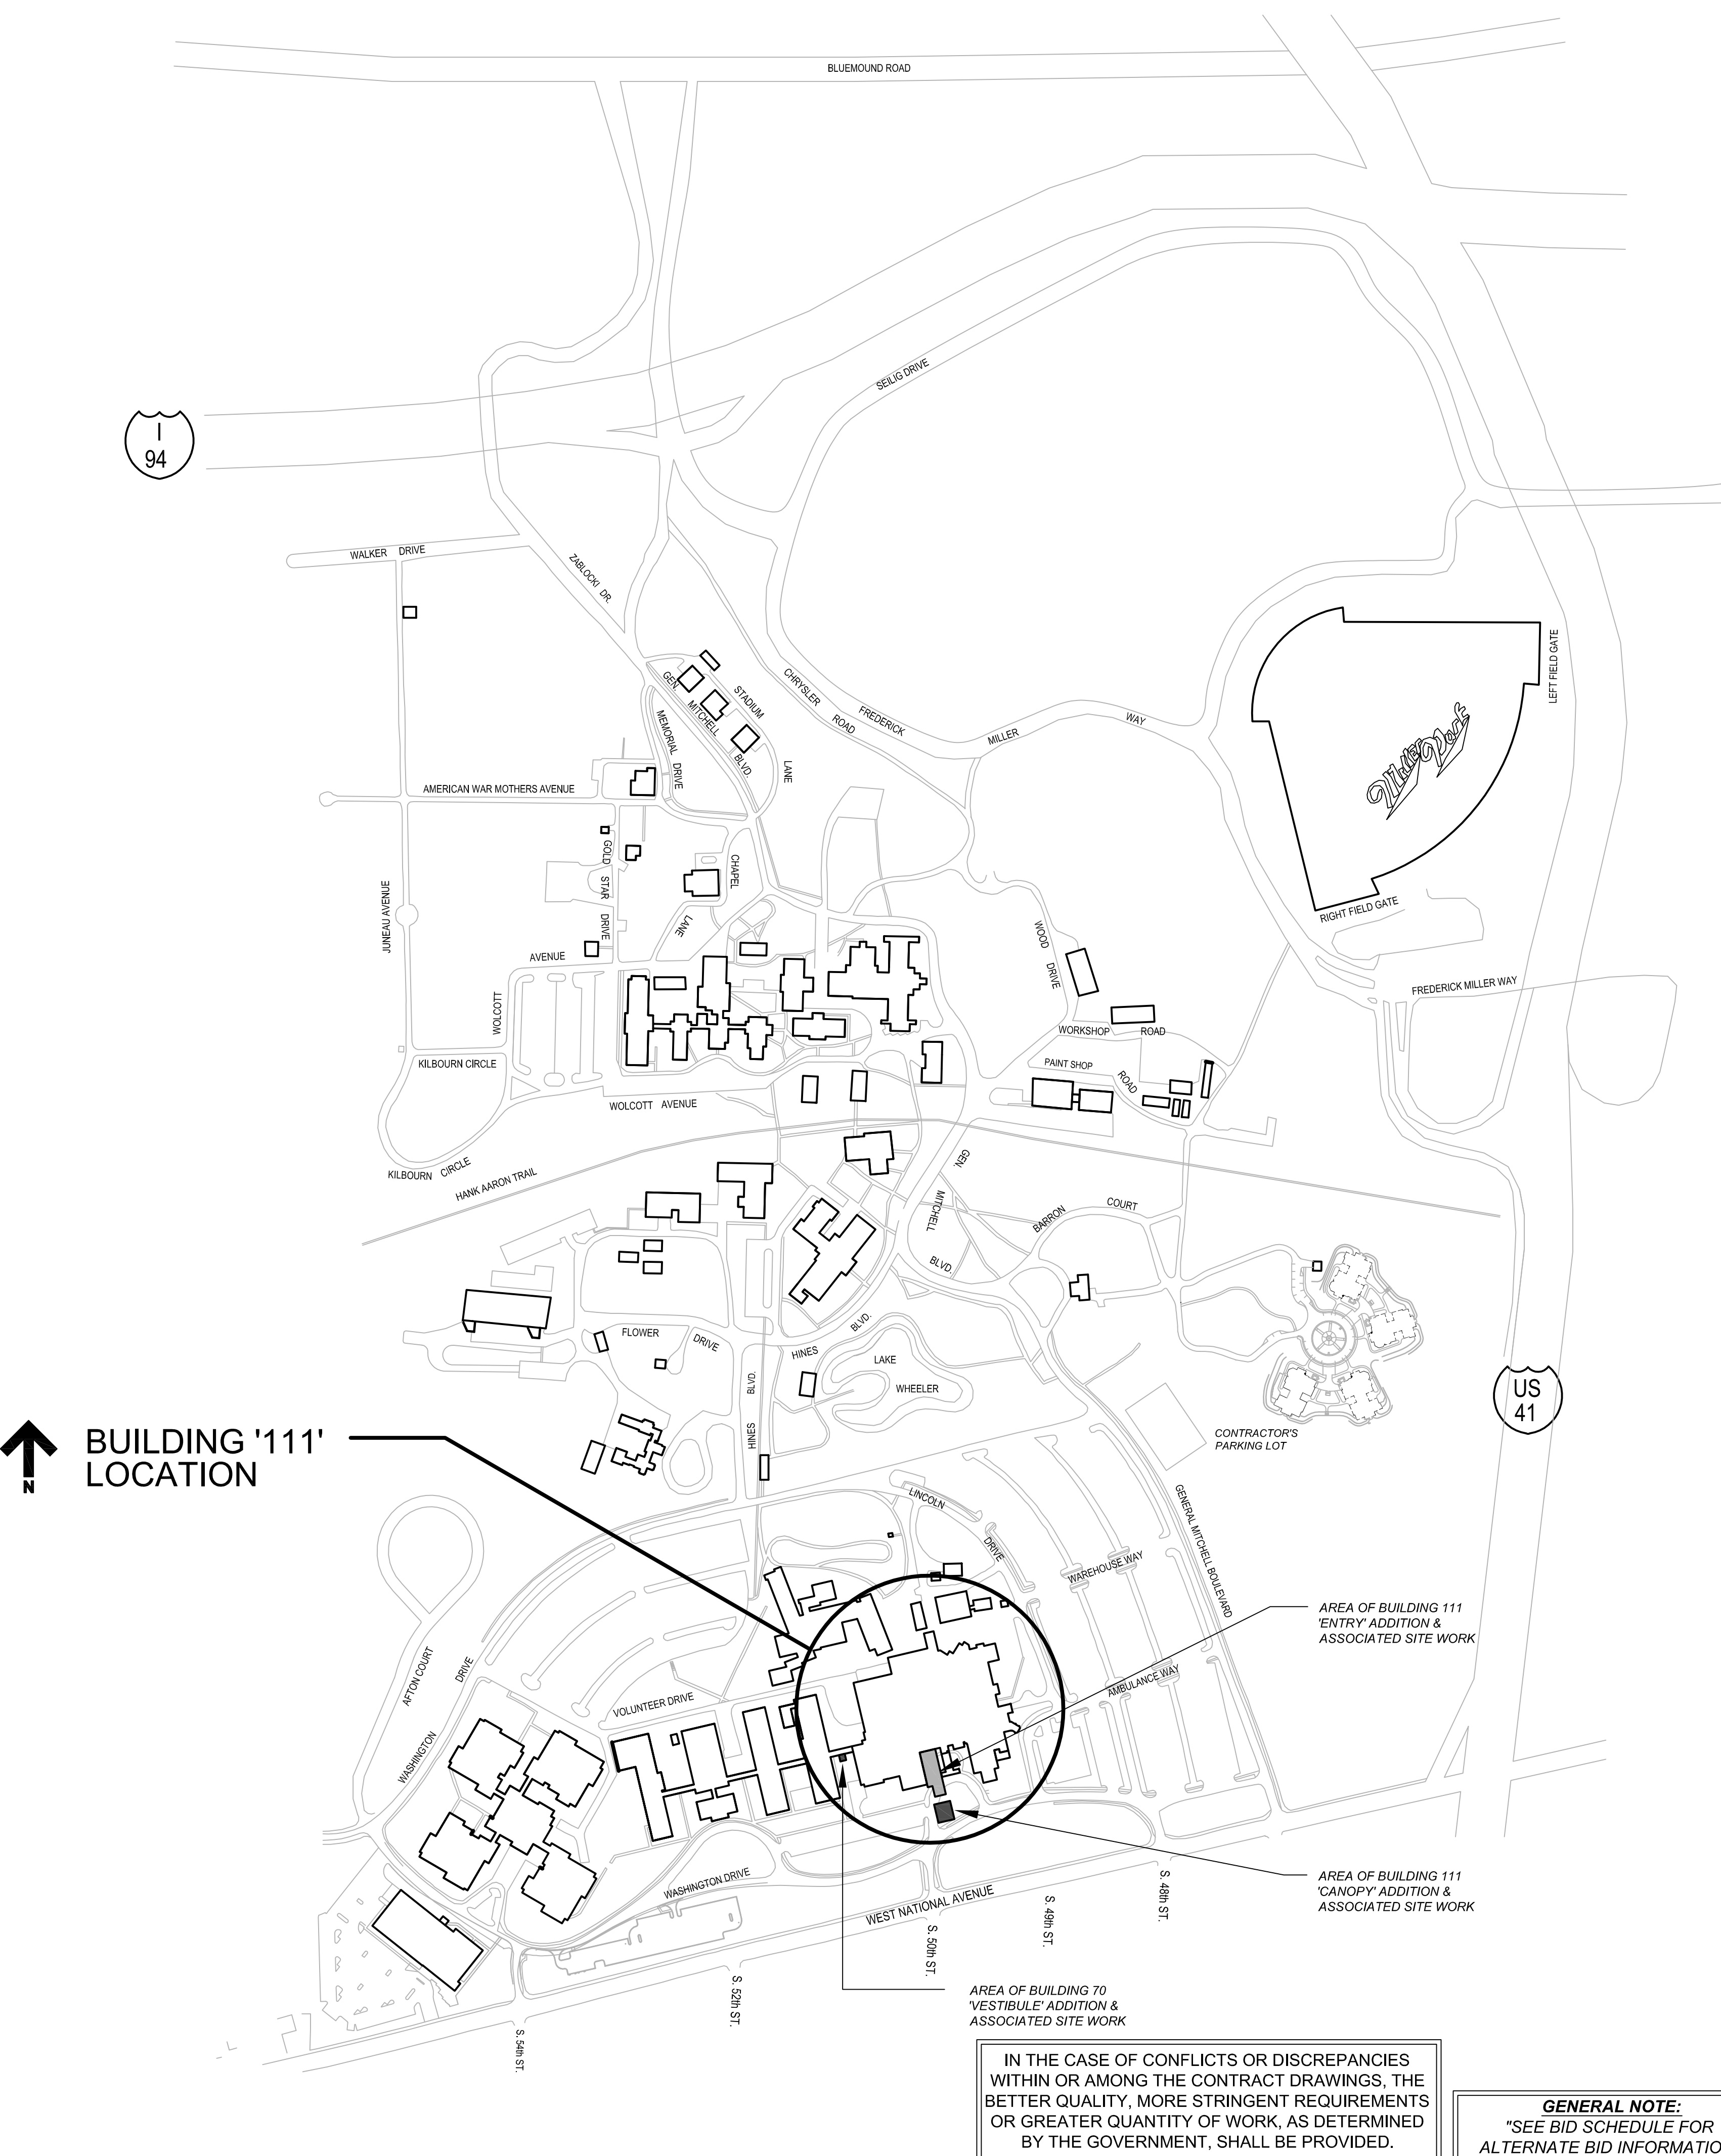 BLUEMOUND ROAD
SEILIG DRIVE
I
94
WALKER DRIVE
ZABLOCKI DR.
LEFT FIELD GATE
GEN.
MITCHELL
BLVD.
STADIUM
LANE
CHRYSLER
ROAD
FREDERICK
MILLER
WAY
MEMORIAL DRIVE
Miller Park
AMERICAN WAR MOTHERS AVENUE
GOLD STAR DRIVE
CHAPEL
LANE
JUNEAU AVENUE
RIGHT FIELD GATE
WOOD DRIVE
AVENUE
WOLCOTT
FREDERICK MILLER WAY
WORKSHOP ROAD
KILBOURN CIRCLE
PAINT SHOP
ROAD
WOLCOTT AVENUE
KILBOURN CIRCLE
HANK AARON TRAIL
GEN.
MITCHELL
BLVD.
BARRON
COURT
FLOWER
DRIVE
HINES
BLVD.
LAKE
WHEELER
HINES BLVD.
US
41
CONTRACTOR'S
PARKING LOT
N
BUILDING '111'
LOCATION
LINCOLN
DRIVE
GENERAL MITCHELL BOULEVARD
WAREHOUSE WAY
AREA OF BUILDING 111
'ENTRY' ADDITION &
ASSOCIATED SITE WORK
AFTON COURT
DRIVE
WASHINGTON
VOLUNTEER DRIVE
AMBULANCE WAY
WASHINGTON DRIVE
WEST NATIONAL AVENUE
S. 48th ST.
S. 49th ST.
S. 50th ST.
S. 52th ST.
S. 54th ST.
AREA OF BUILDING 111
'CANOPY' ADDITION &
ASSOCIATED SITE WORK
AREA OF BUILDING 70
'VESTIBULE' ADDITION &
ASSOCIATED SITE WORK
IN THE CASE OF CONFLICTS OR DISCREPANCIES
WITHIN OR AMONG THE CONTRACT DRAWINGS, THE
BETTER QUALITY, MORE STRINGENT REQUIREMENTS
OR GREATER QUANTITY OF WORK, AS DETERMINED
BY THE GOVERNMENT, SHALL BE PROVIDED.
GENERAL NOTE:
"SEE BID SCHEDULE FOR
ALTERNATE BID INFORMATIO